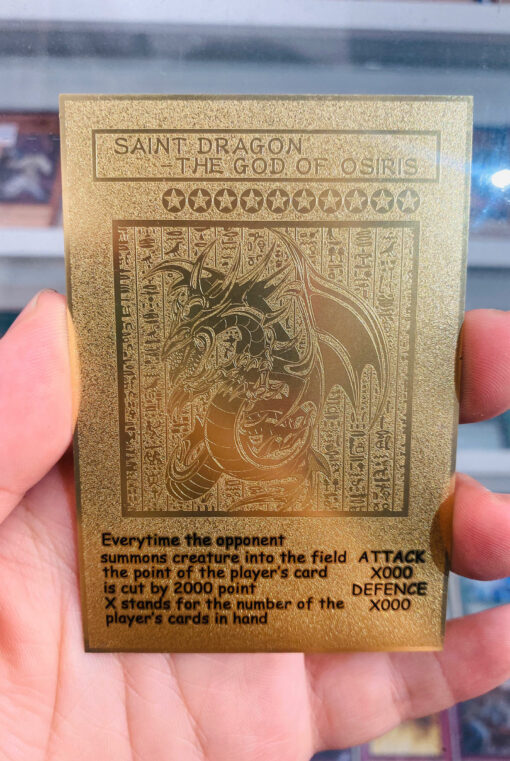 SAINT DRAGON
-THE GOD OF OSIRIS
Everytime the opponent
summons creature into the field
the point of the player's card
is cut by 2000 point
X stands for the number of the
player's cards in hand
ATTACK
X000
DEFENCE
X000